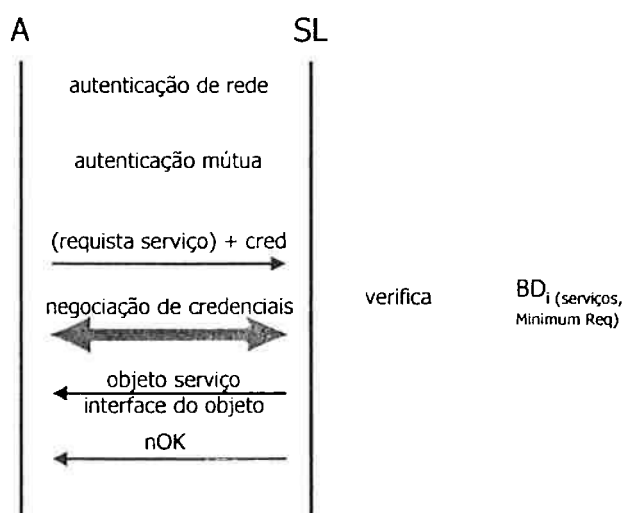 A
SL
autenticação de rede
autenticação mútua
(requista serviço) + cred
negociação de credenciais
verifica
BDi (serviços,
Minimum Req)
objeto serviço
interface do objeto
nOK